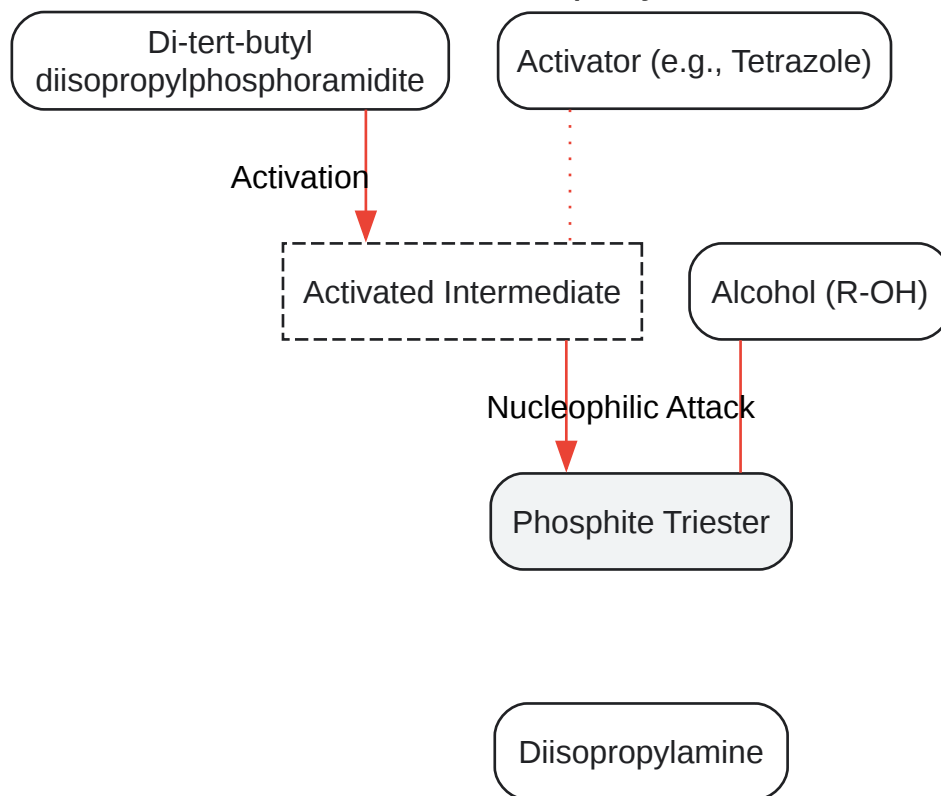 Di-tert-butyl
diisopropylphosphoramidite
Activator (e.g., Tetrazole)
Activation
Activated Intermediate
Alcohol (R-OH)
Nucleophilic Attack
Phosphite Triester
Diisopropylamine